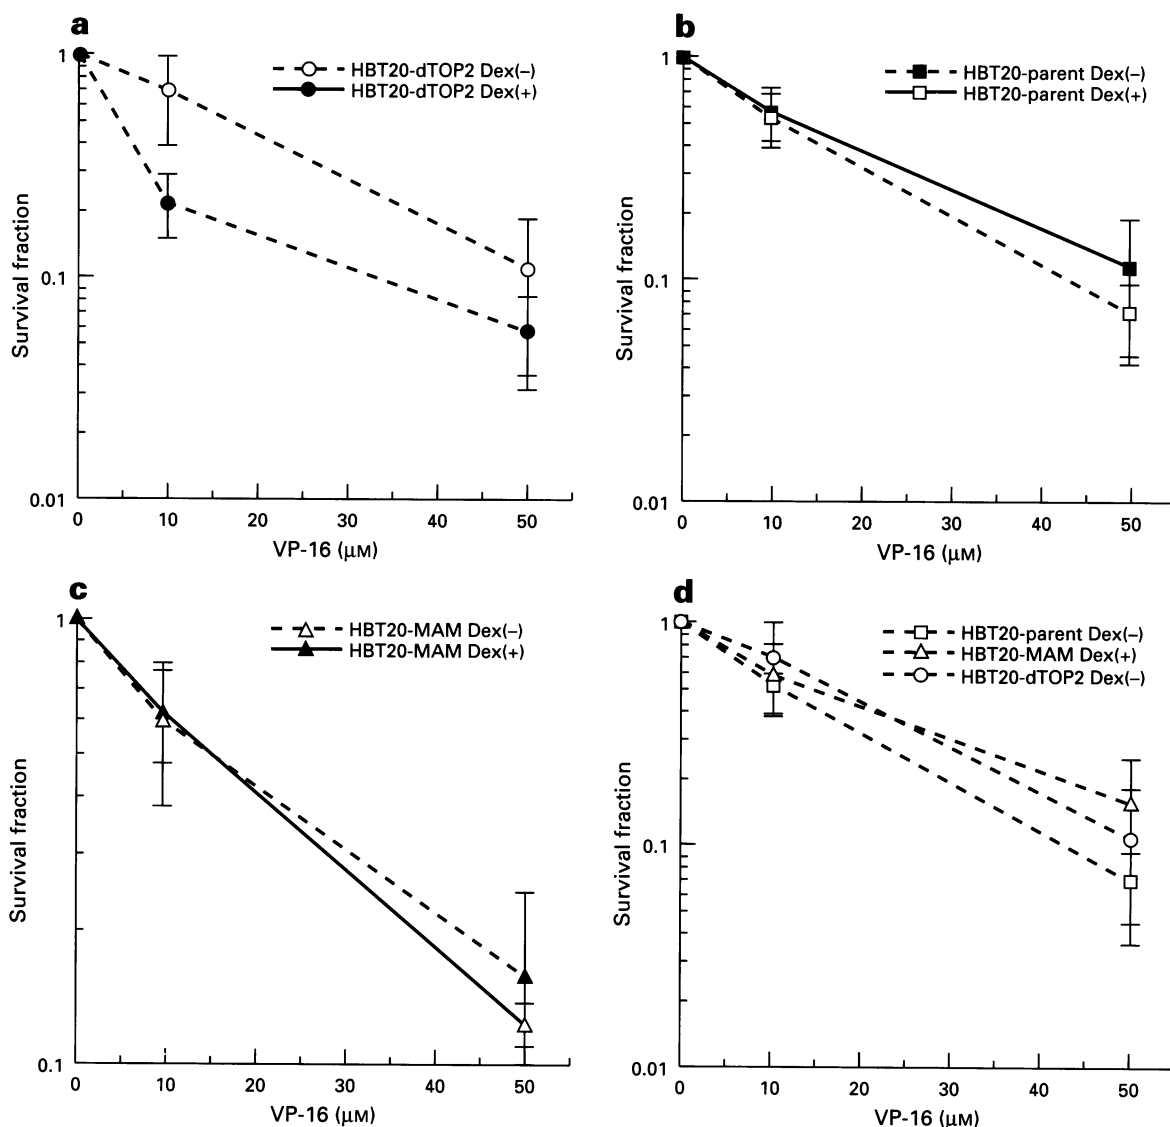 a
1
HBT20-dTOP2 Dex(–)
HBT20-dTOP2 Dex(+)
Survival fraction
0.1
0.01
0 10 20 30 40 50
VP-16 (μM)
b
1
HBT20-parent Dex(–)
HBT20-parent Dex(+)
Survival fraction
0.1
0.01
0 10 20 30 40 50
VP-16 (μM)
c
1
HBT20-MAM Dex(–)
HBT20-MAM Dex(+)
Survival fraction
0.1
0 10 20 30 40 50
VP-16 (μM)
d
1
HBT20-parent Dex(–)
HBT20-MAM Dex(+)
HBT20-dTOP2 Dex(–)
Survival fraction
0.1
0.01
0 10 20 30 40 50
VP-16 (μM)